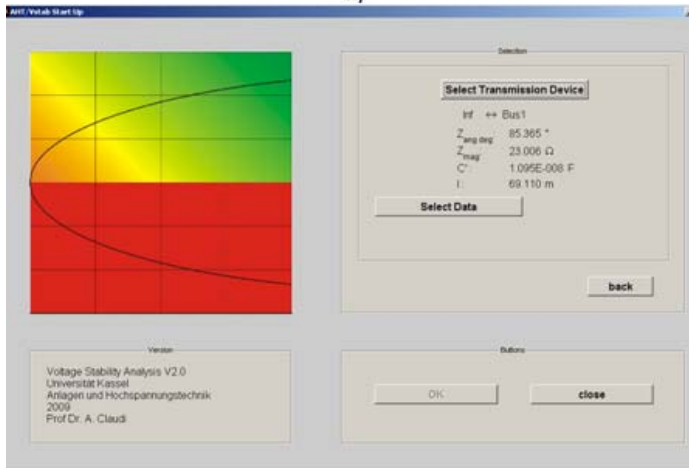 AHT/Vstab Start Up
Selection
Select Transmission Device
Inf ↔ Bus1
Zang deg: 85.365 °
Zmag: 23.006 Ω
C': 1.095E-008 F
l: 69.110 m
Select Data
back
Version
Voltage Stability Analysis V2.0
Universität Kassel
Anlagen und Hochspannungstechnik
2009
Prof Dr. A. Claudi
Buttons
OK
close